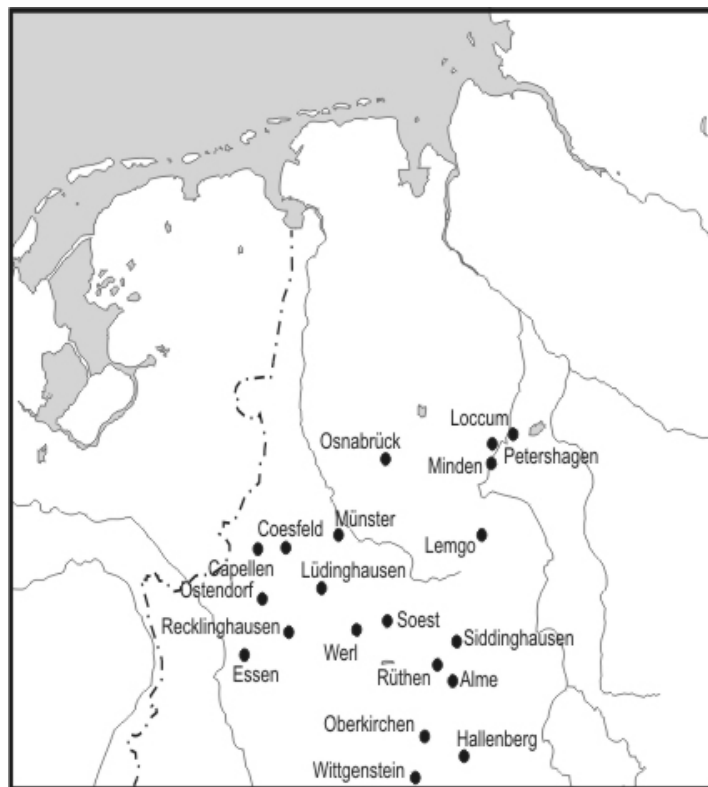 Loccum
Osnabrück
Petershagen
Minden
Münster
Coesfeld
Lemgo
Capellen
Lüdinghausen
Ostendorf
Soest
Recklinghausen
Siddinghausen
Werl
Essen
Rüthen
Alme
Oberkirchen
Hallenberg
Wittgenstein